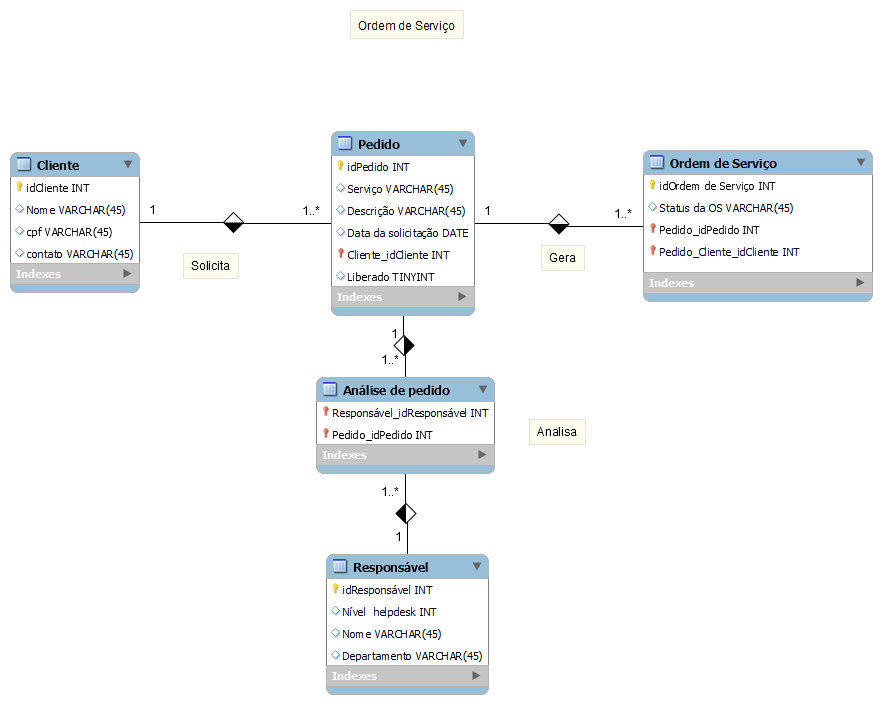 Ordem de Serviço
Cliente
idCliente INT
Nome VARCHAR(45)
cpf VARCHAR(45)
contato VARCHAR(45)
Indexes
1
1..*
Solicita
Pedido
idPedido INT
Serviço VARCHAR(45)
Descrição VARCHAR(45)
Data da solicitação DATE
Cliente_idCliente INT
Liberado TINYINT
Indexes
1
1..*
Gera
Ordem de Serviço
idOrdem de Serviço INT
Status da OS VARCHAR(45)
Pedido_idPedido INT
Pedido_Cliente_idCliente INT
Indexes
1
1..*
Análise de pedido
Responsável_idResponsável INT
Pedido_idPedido INT
Indexes
Analisa
1..*
1
Responsável
idResponsável INT
Nível helpdesk INT
Nome VARCHAR(45)
Departamento VARCHAR(45)
Indexes